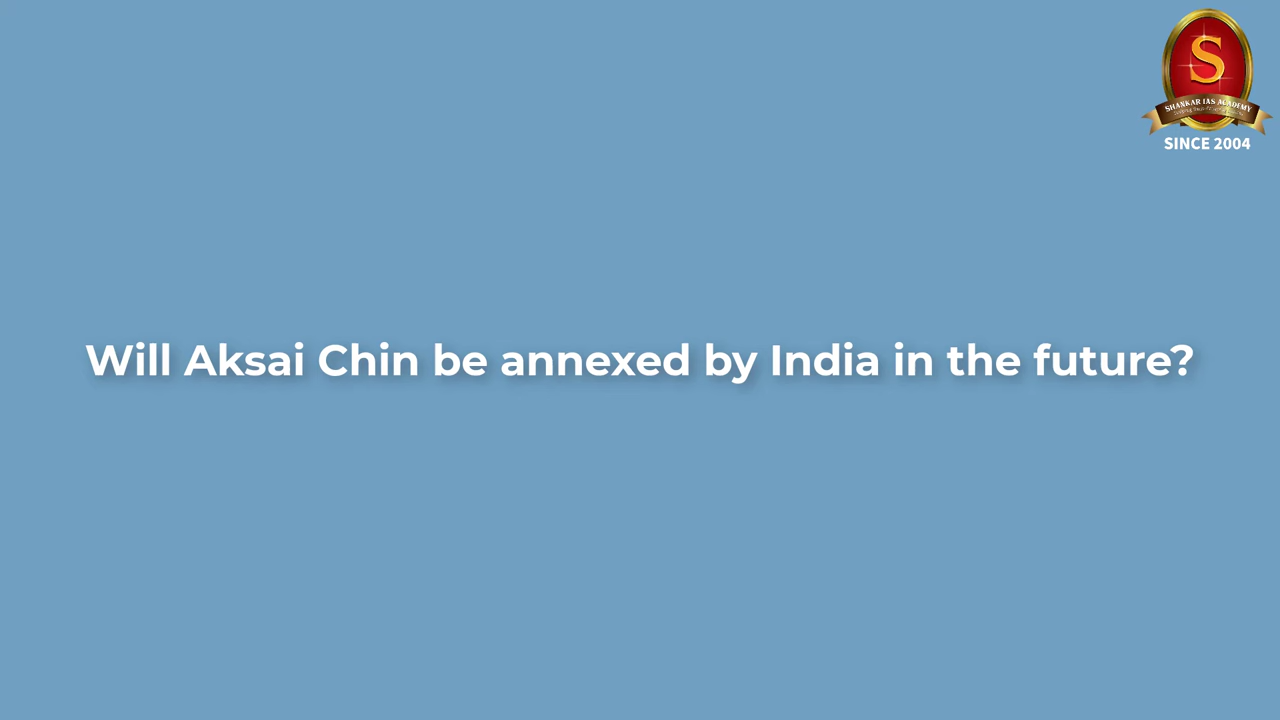 S
SHANKAR IAS ACADEMY
SINCE 2004
Will Aksai Chin be annexed by India in the future?